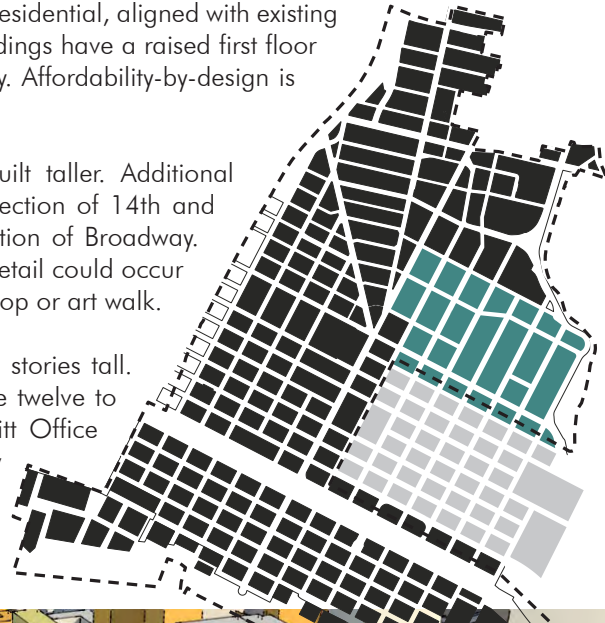 esidential, aligned with existing
dings have a raised first floor
y. Affordability-by-design is
uilt taller. Additional
ection of 14th and
tion of Broadway.
etail could occur
op or art walk.
stories tall.
e twelve to
itt Office